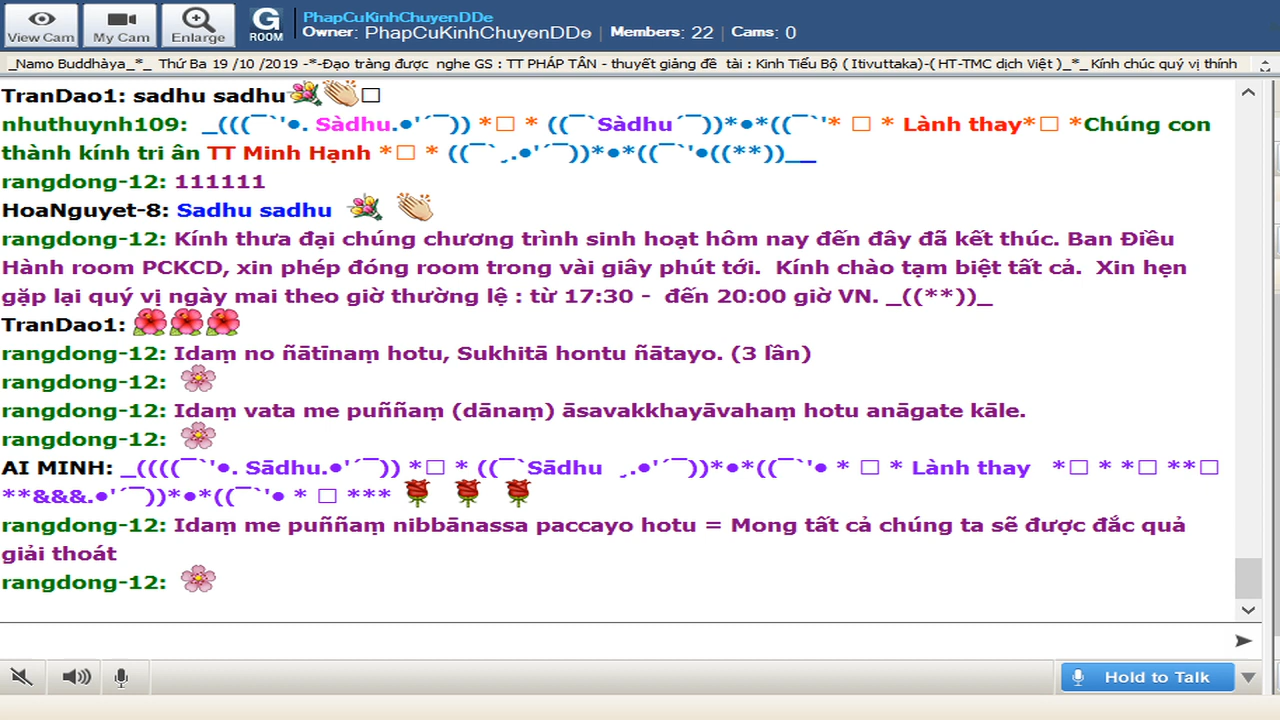 View Cam
My Cam
Enlarge
G
ROOM
PhapCuKinhChuyenDDe
Owner: PhapCuKinhChuyenDDe | Members: 22 | Cams: 0
_Namo Buddhàya_*_ Thứ Ba 19 /10 /2019 -*-Đạo tràng được nghe GS : TT PHÁP TÂN - thuyết giảng đề tài : Kinh Tiểu Bộ ( Itivuttaka)-( HT-TMC dịch Việt )_*_ Kính chúc quý vị thính
TranDao1: sadhu sadhu💐👏□
nhuthuynh109: _(((¯`'•. Sàdhu.•'´¯)) *□ * ((¯`Sàdhu´¯))*•*((¯`'* □ * Lành thay*□ *Chúng con
thành kính tri ân TT Minh Hạnh *□ * ((¯`¸.•'´¯))*•*((¯`'•((**))__
rangdong-12: 111111
HoaNguyet-8: Sadhu sadhu 💐 👏
rangdong-12: Kính thưa đại chúng chương trình sinh hoạt hôm nay đến đây đã kết thúc. Ban Điều
Hành room PCKCD, xin phép đóng room trong vài giây phút tới. Kính chào tạm biệt tất cả. Xin hẹn
gặp lại quý vị ngày mai theo giờ thường lệ : từ 17:30 - đến 20:00 giờ VN. _((**))_
TranDao1: 🌺🌺🌺
rangdong-12: Idaṃ no ñātīnaṃ hotu, Sukhitā hontu ñātayo. (3 lần)
rangdong-12: 🌸
rangdong-12: Idaṃ vata me puññaṃ (dānaṃ) āsavakkhayāvahaṃ hotu anāgate kāle.
rangdong-12: 🌸
AI MINH: _((((¯`'•. Sādhu.•'´¯)) *□ * ((¯`Sādhu ¸.•'´¯))*•*((¯`'• * □ * Lành thay *□ * *□ **□
**&&&.•'´¯))*•*((¯`'• * □ *** 🌹 🌹 🌹
rangdong-12: Idaṃ me puññaṃ nibbānassa paccayo hotu = Mong tất cả chúng ta sẽ được đắc quả
giải thoát
rangdong-12: 🌸
Hold to Talk